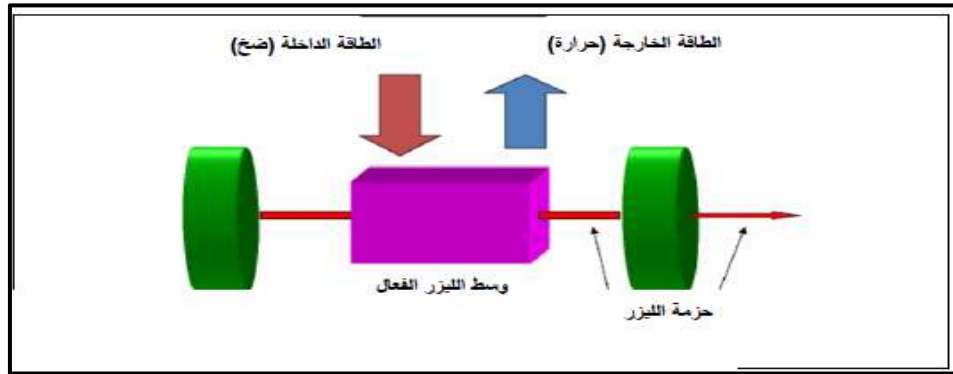 الطاقة الخارجة (حرارة)
الطاقة الداخلة (ضخ)
وسط الليزر الفعال
حزمة الليزر